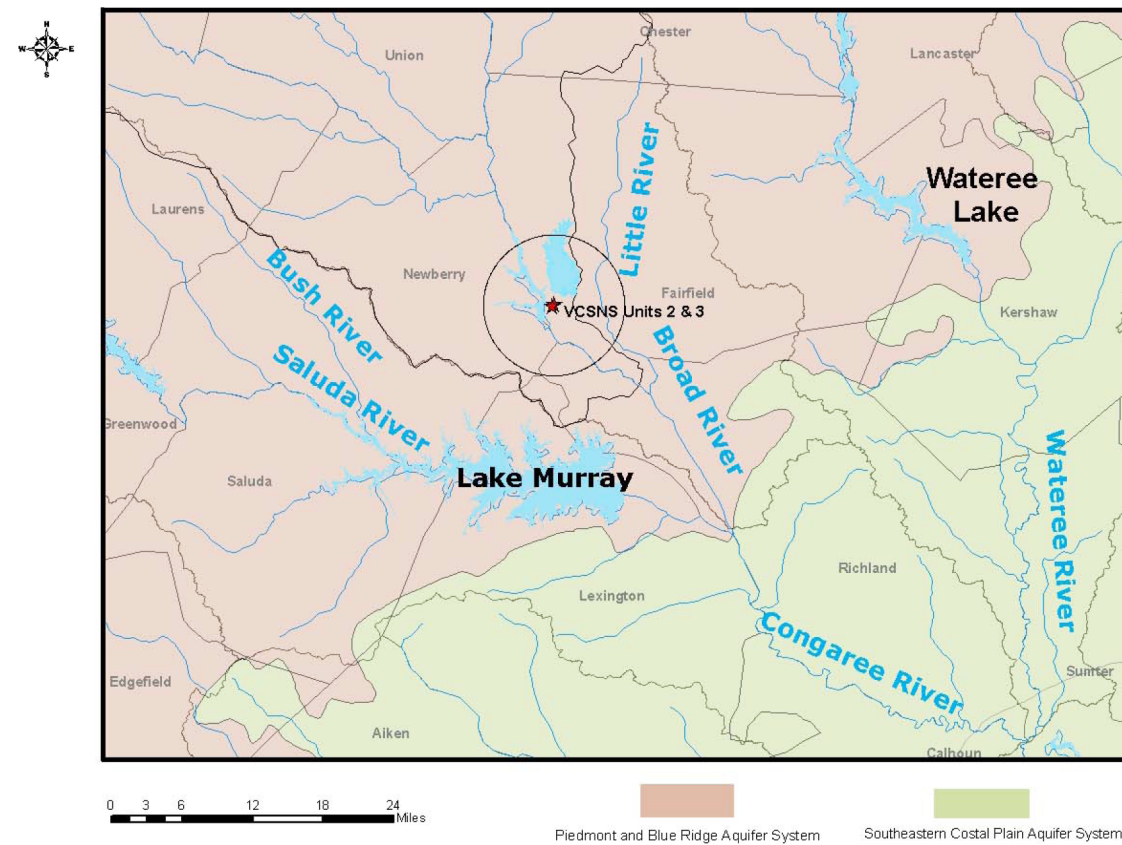 N
W E
S
Union
Chester
Lancaster
Little River
Wateree
Lake
Laurens
Bush River
Newberry
Fairfield
VCSNS Units 2 & 3
Kershaw
Saluda River
Broad River
Greenwood
Saluda
Lake Murray
Wateree River
Richland
Lexington
Congaree River
Edgefield
Sumter
Aiken
Calhoun
0 3 6 12 18 24
Miles
Piedmont and Blue Ridge Aquifer System
Southeastern Costal Plain Aquifer System